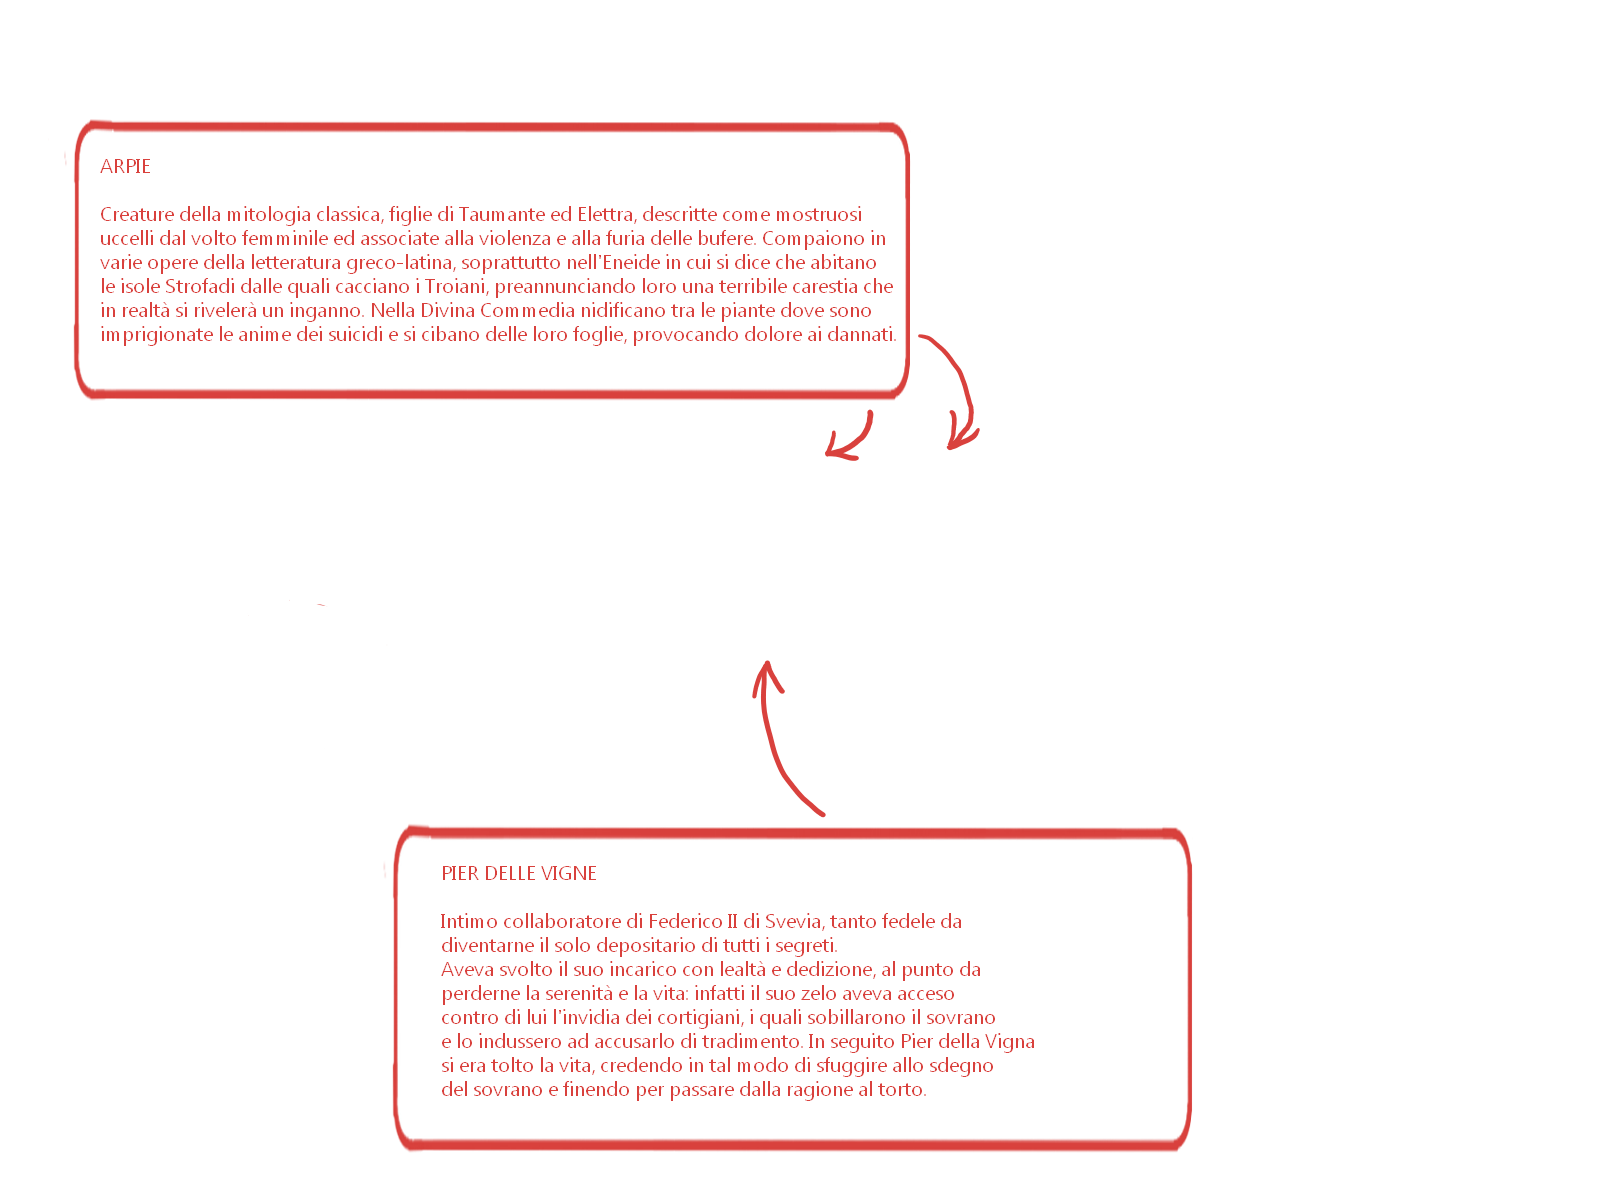 ARPIE
Creature della mitologia classica, figlie di Taumante ed Elettra, descritte come mostruosi
uccelli dal volto femminile ed associate alla violenza e alla furia delle bufere. Compaiono in
varie opere della letteratura greco-latina, soprattutto nell'Eneide in cui si dice che abitano
le isole Strofadi dalle quali cacciano i Troiani, preannunciando loro una terribile carestia che
in realtà si rivelerà un inganno. Nella Divina Commedia nidificano tra le piante dove sono
imprigionate le anime dei suicidi e si cibano delle loro foglie, provocando dolore ai dannati.
PIER DELLE VIGNE
Intimo collaboratore di Federico II di Svevia, tanto fedele da
diventarne il solo depositario di tutti i segreti.
Aveva svolto il suo incarico con lealtà e dedizione, al punto da
perderne la serenità e la vita: infatti il suo zelo aveva acceso
contro di lui l'invidia dei cortigiani, i quali sobillarono il sovrano
e lo indussero ad accusarlo di tradimento. In seguito Pier della Vigna
si era tolto la vita, credendo in tal modo di sfuggire allo sdegno
del sovrano e finendo per passare dalla ragione al torto.